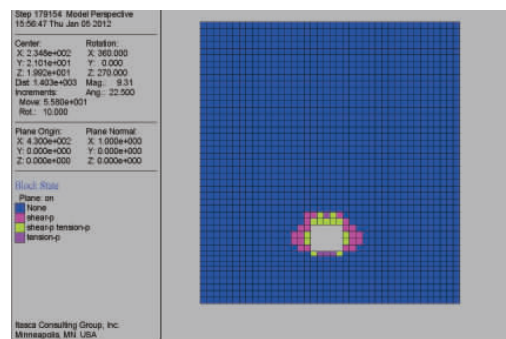 Step 179154 Model Perspective
15:56:47 Thu Jan 05 2012
Center: Rotation:
X: 2.348e+002 X: 360.000
Y: 2.101e+001 Y: 0.000
Z: 1.992e+001 Z: 270.000
Dist: 1.403e+003 Mag.: 9.31
Increments: Ang.: 22.500
Move: 5.580e+001
Rot.: 10.000
Plane Origin: Plane Normal:
X: 4.300e+002 X: 1.000e+000
Y: 0.000e+000 Y: 0.000e+000
Z: 0.000e+000 Z: 0.000e+000
Block State
Plane: on
None
shear-p
shear-p tension-p
tension-p
Itasca Consulting Group, Inc.
Minneapolis, MN USA